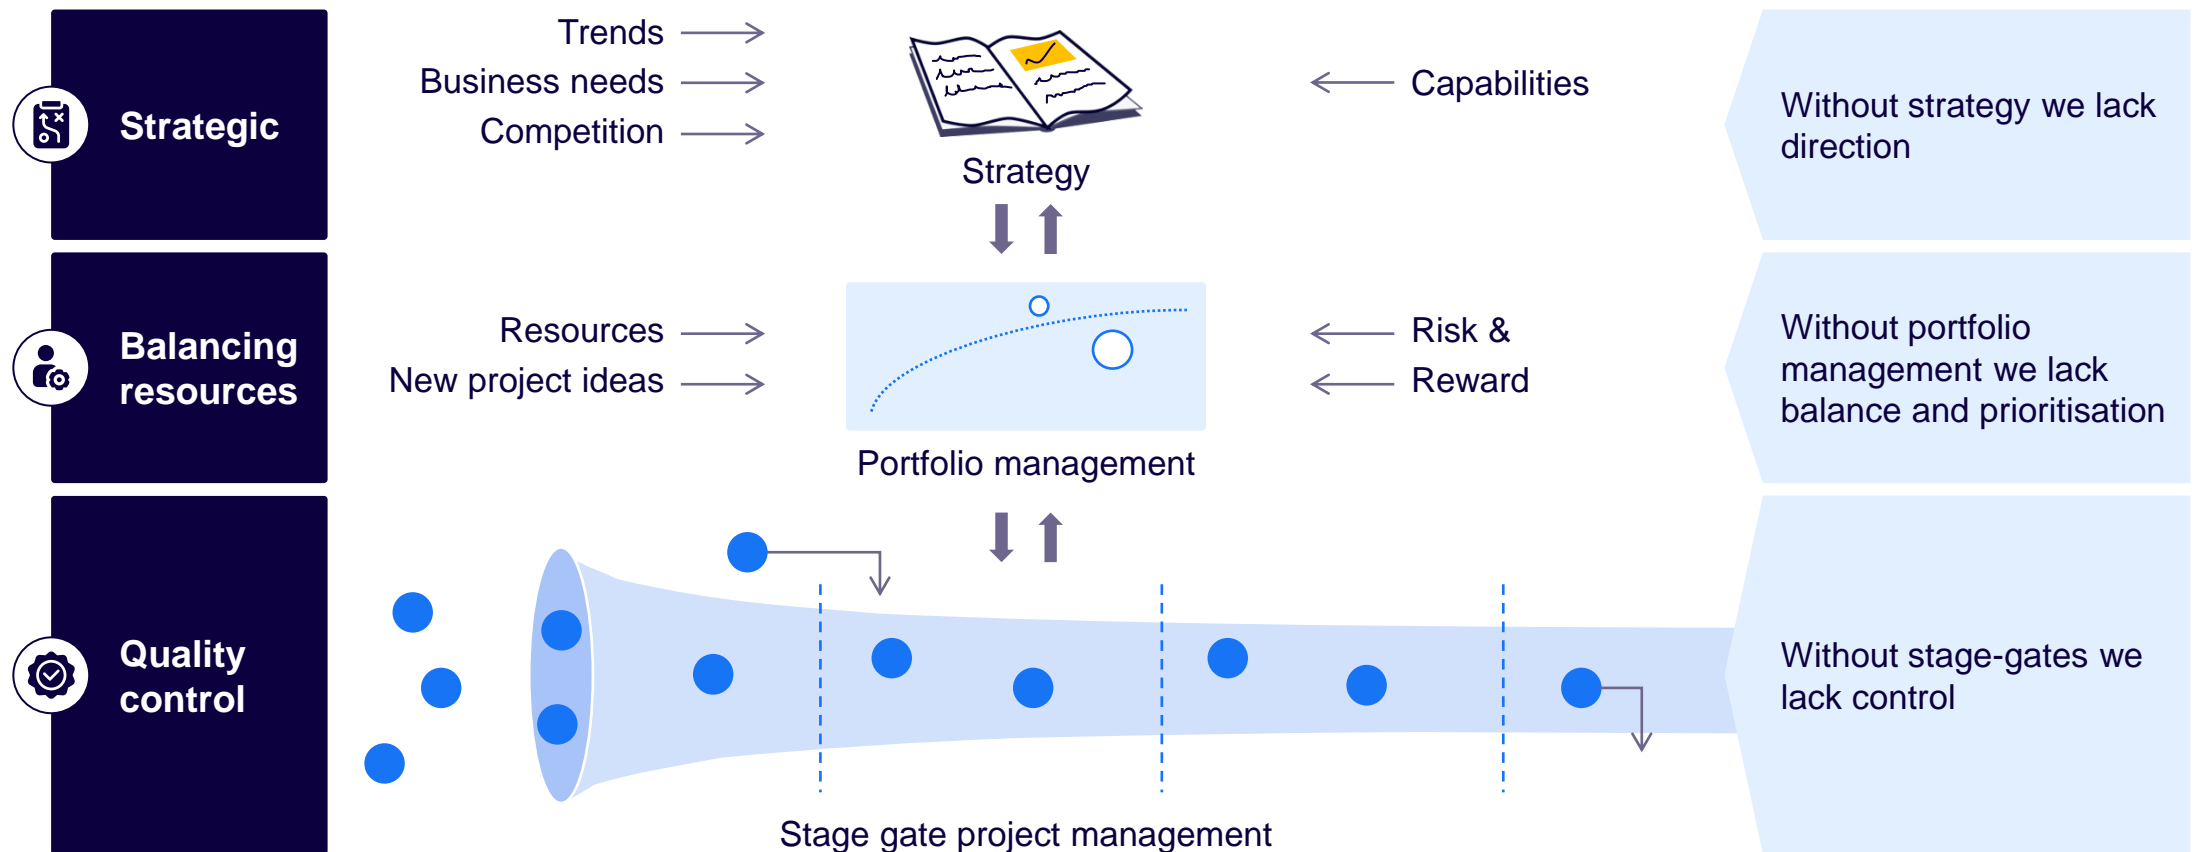 Strategic
Trends
Business needs
Competition
Strategy
Capabilities
Without strategy we lack
direction
Balancing
resources
Resources
New project ideas
Portfolio management
Risk &
Reward
Without portfolio
management we lack
balance and prioritisation
Quality
control
Stage gate project management
Without stage-gates we
lack control